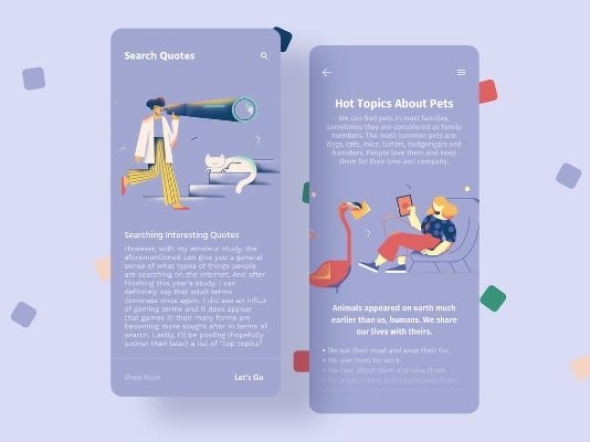 Search Quotes
Searching Interesting Quotes
However, with my amateur study, the
aforementioned can give you a general
sense of what types of things people
are searching on the internet. And after
finishing this year's study, I can
definitely say that adult terms
dominate once again. I did see an influx
of gaming terms and it does appear
that games in their many forms are
becoming more sought after in terms of
search. Lastly, I'll be posting (hopefully
sooner than later) a list of "top topics"
Show More
Let's Go
Hot Topics About Pets
We can find pets in most families,
sometimes they are considered as family
members. The most common pets are:
dogs, cats, mice, turtles, budgerigars and
hamsters. People love them and keep
them for their love and company.
Animals appeared on earth much
earlier than us, humans. We share
our lives with theirs.
• We eat their meat and wear their fur.
• We use them for work.
• We care about them and save them.